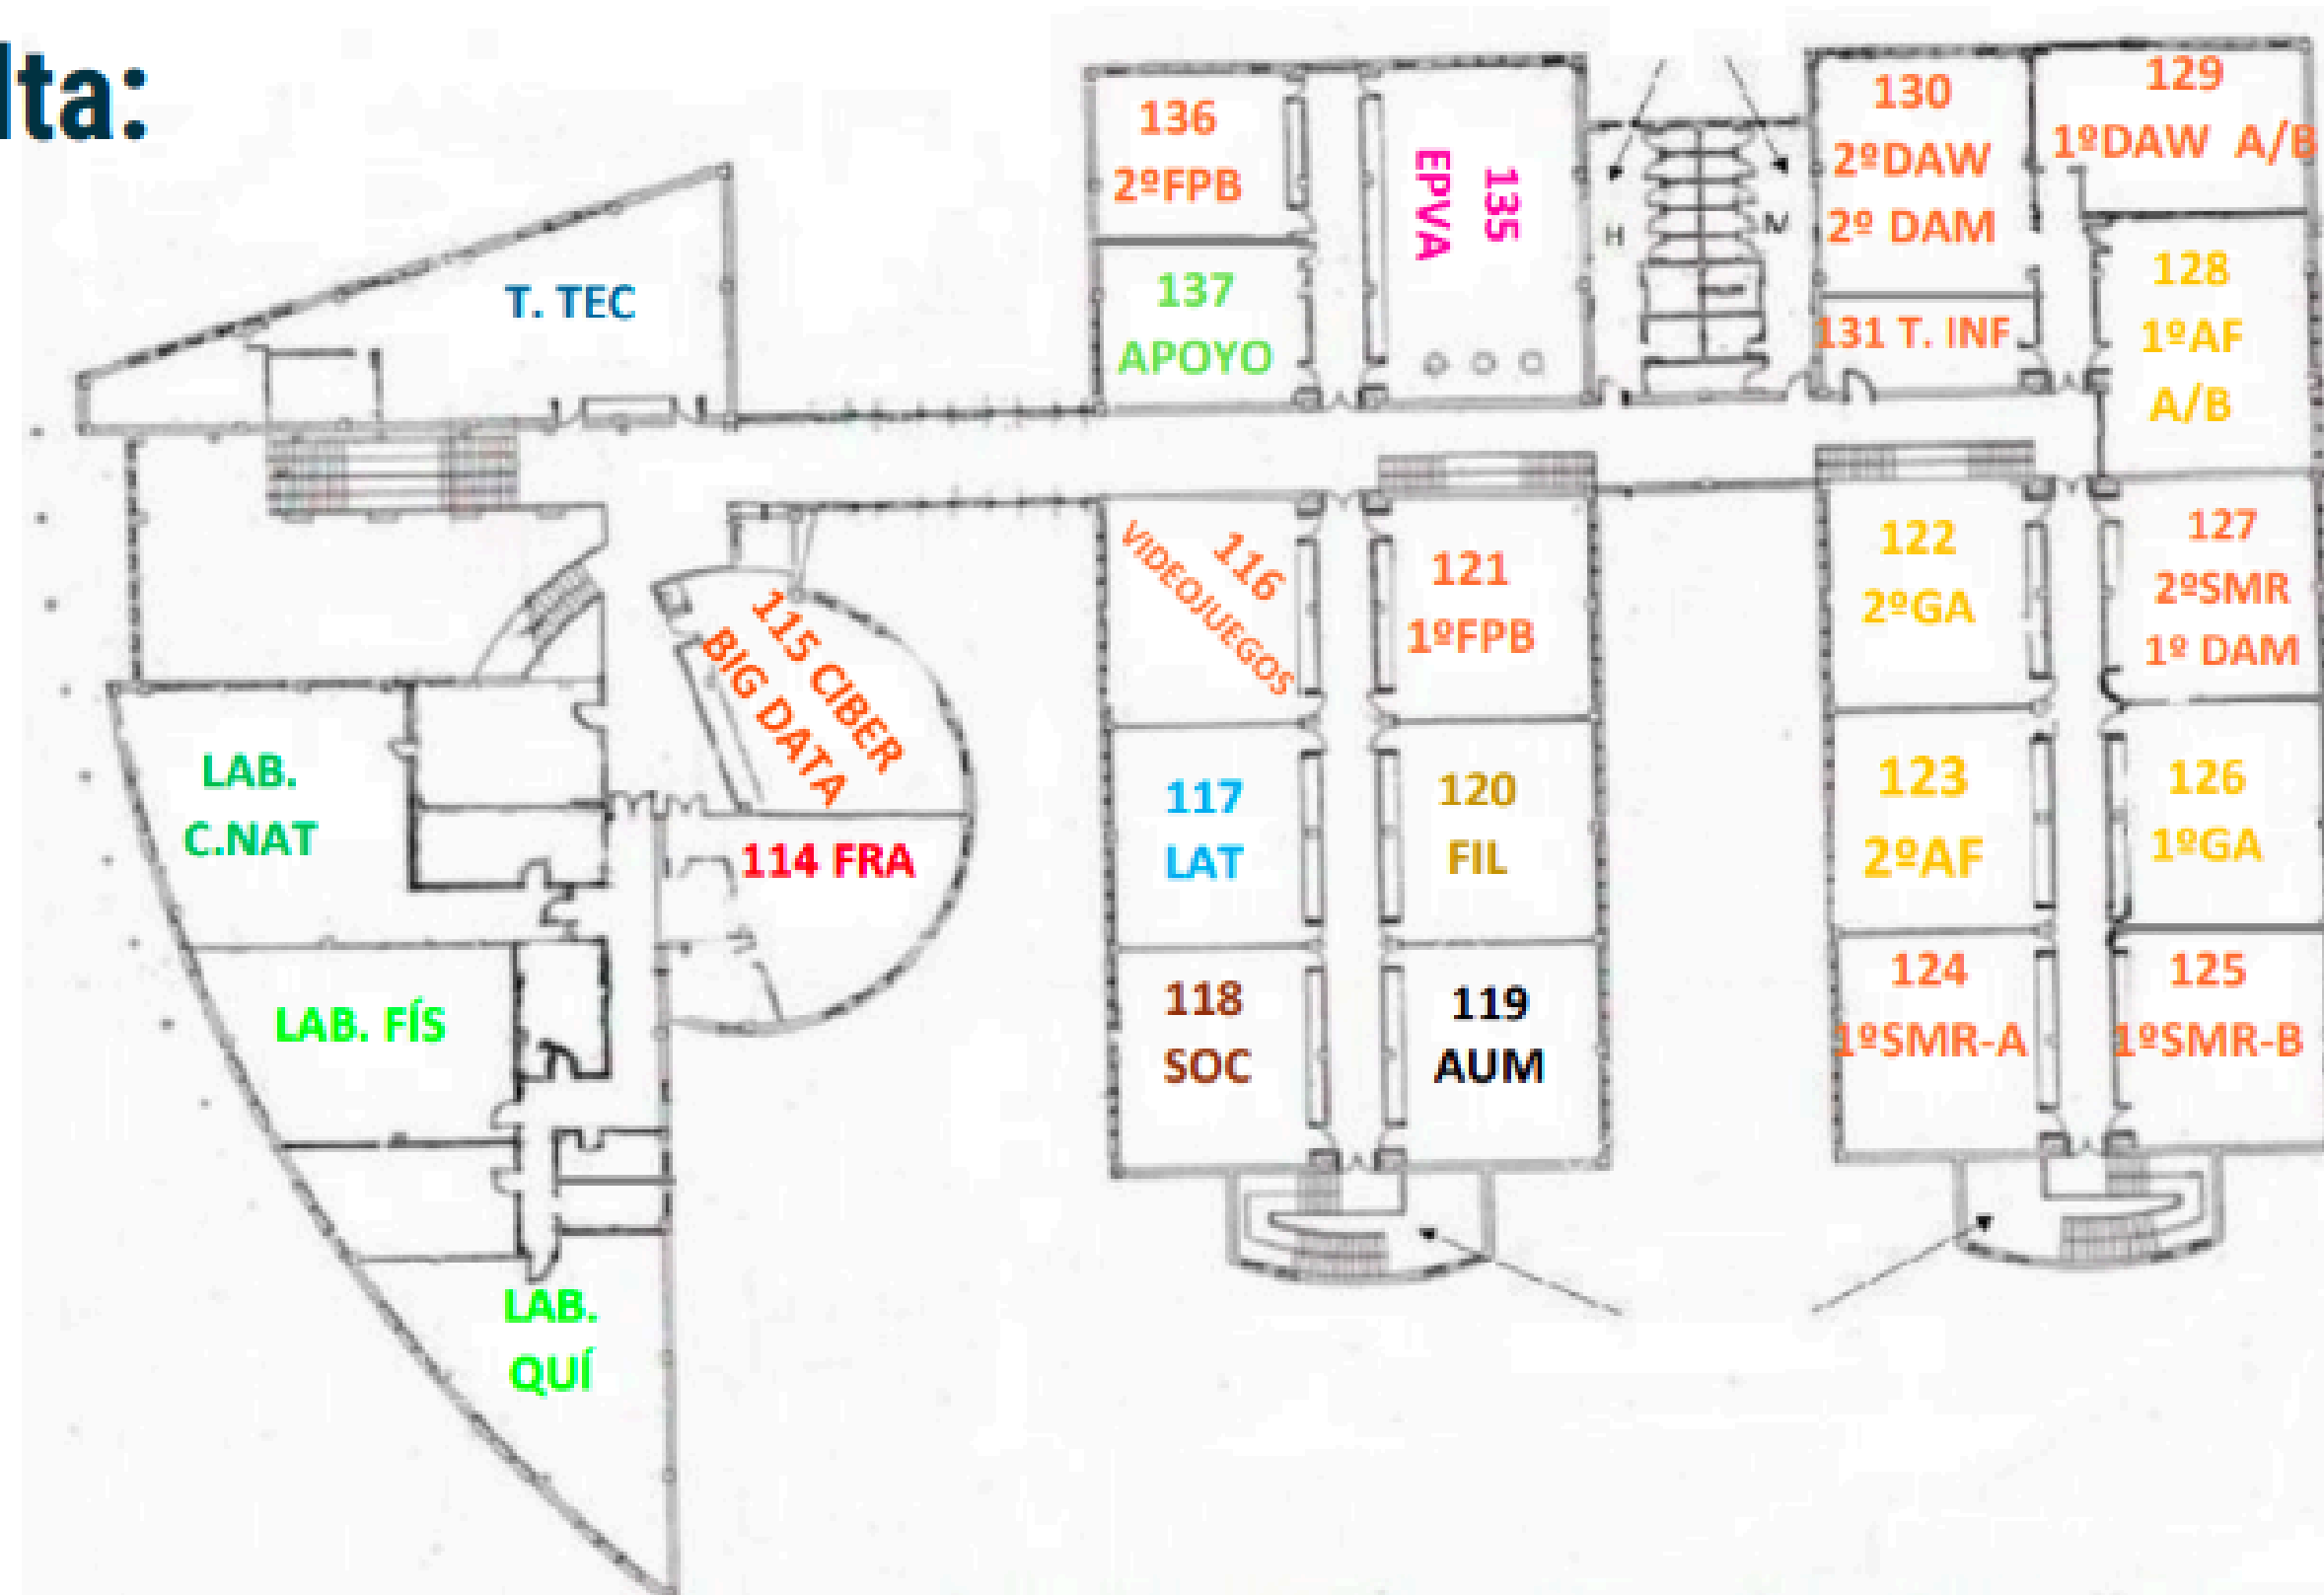 lta:
136
2ºFPB
137
APOYO
135
EPVA
H
M
130
2ºDAW
2º DAM
129
1ºDAW A/B
131 T. INF
128
1ºAF
A/B
T. TEC
116
VIDEOJUEGOS
121
1ºFPB
122
2ºGA
127
2ºSMR
1º DAM
115 CIBER
BIG DATA
LAB.
C.NAT
114 FRA
117
LAT
120
FIL
123
2ºAF
126
1ºGA
LAB. FÍS
118
SOC
119
AUM
124
1ºSMR-A
125
1ºSMR-B
LAB.
QUÍ